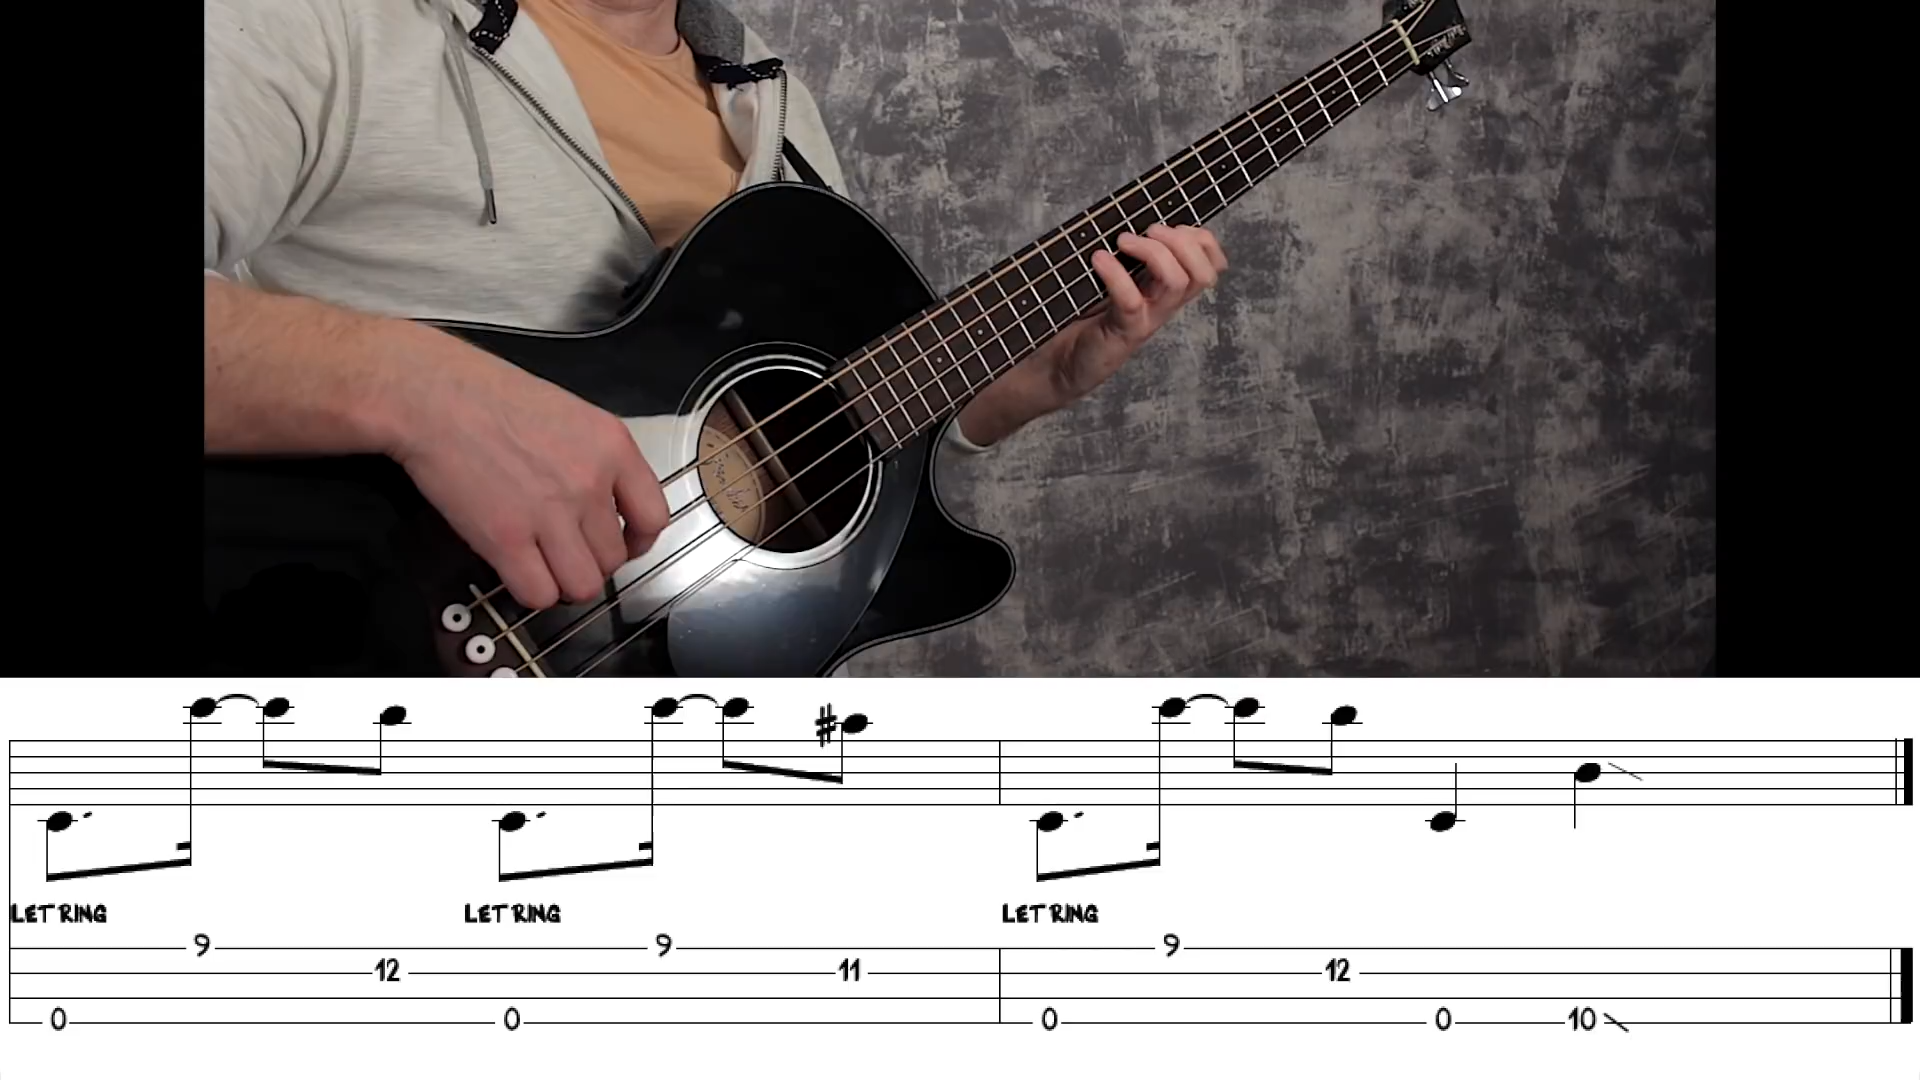 LET RING LET RING LET RING
9 9 9
12 11 12
0 0 0 0 10